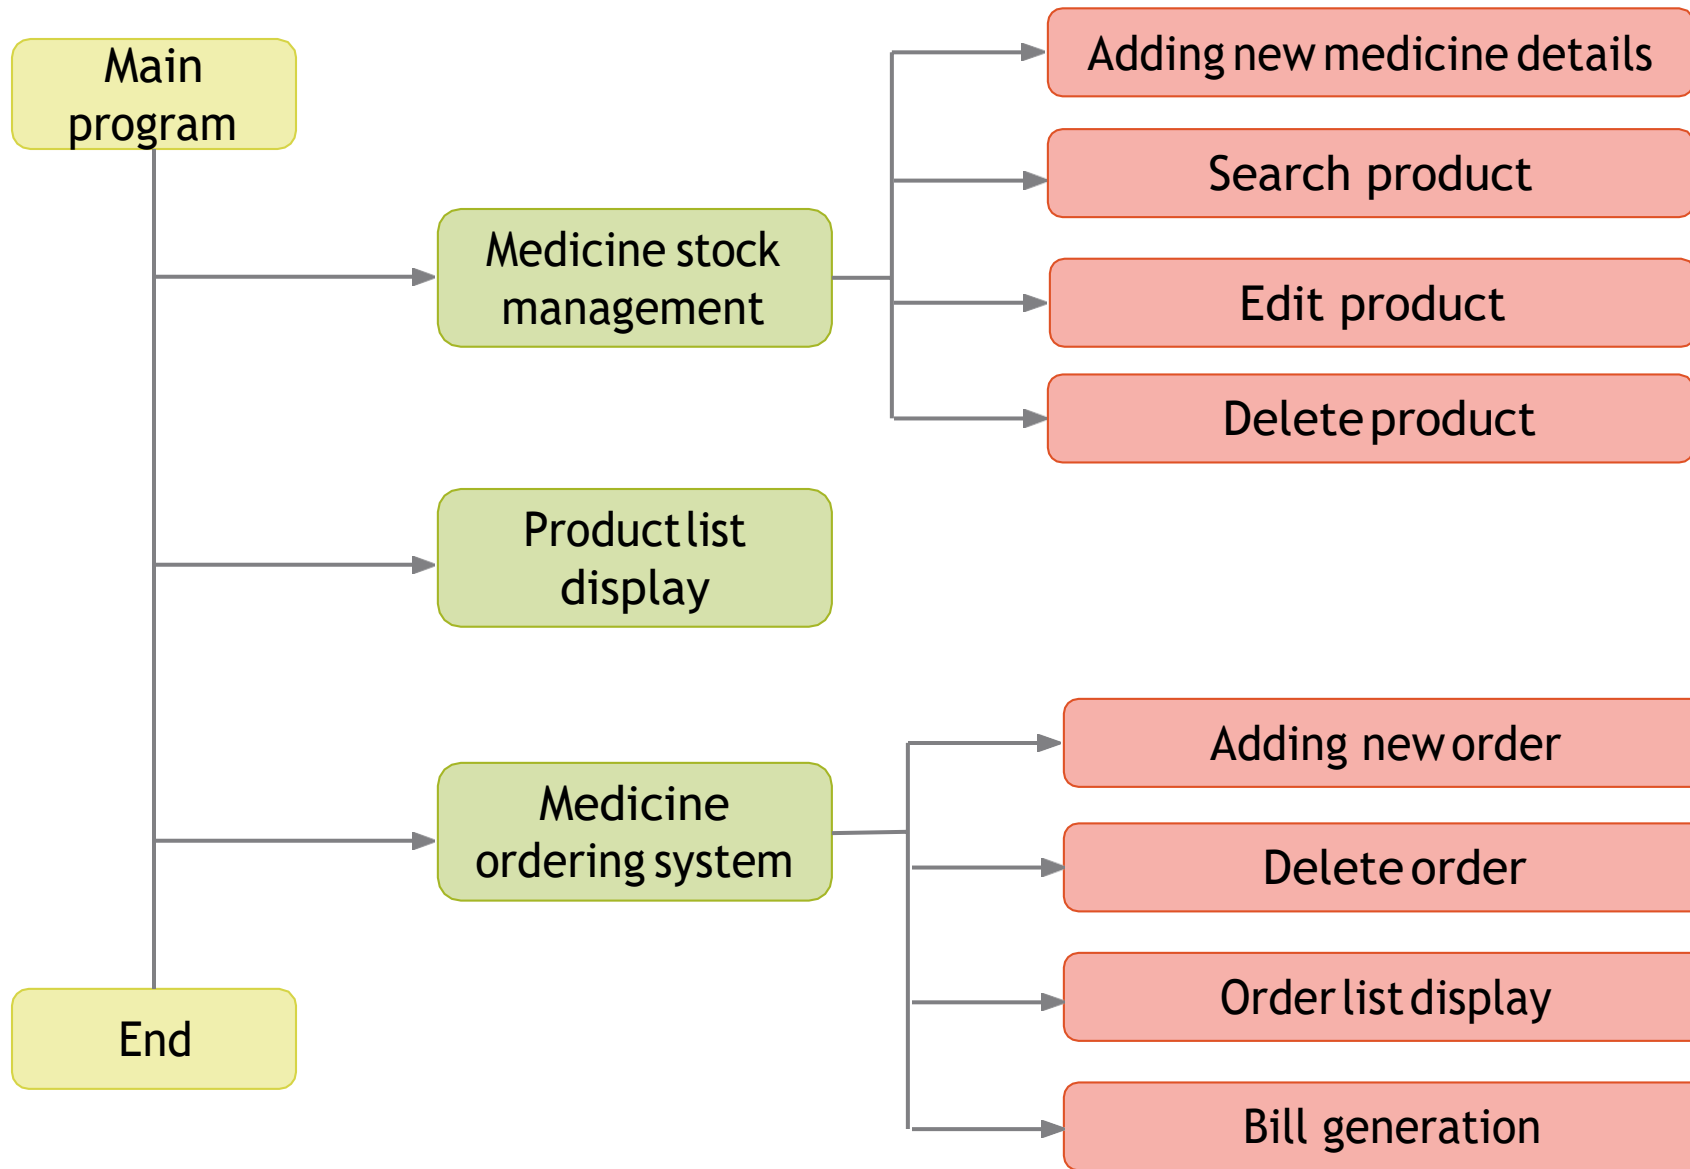 Main
program
Medicine stock
management
Adding new medicine details
Search product
Edit product
Delete product
Product list
display
Medicine
ordering system
Adding new order
Delete order
Order list display
Bill generation
End